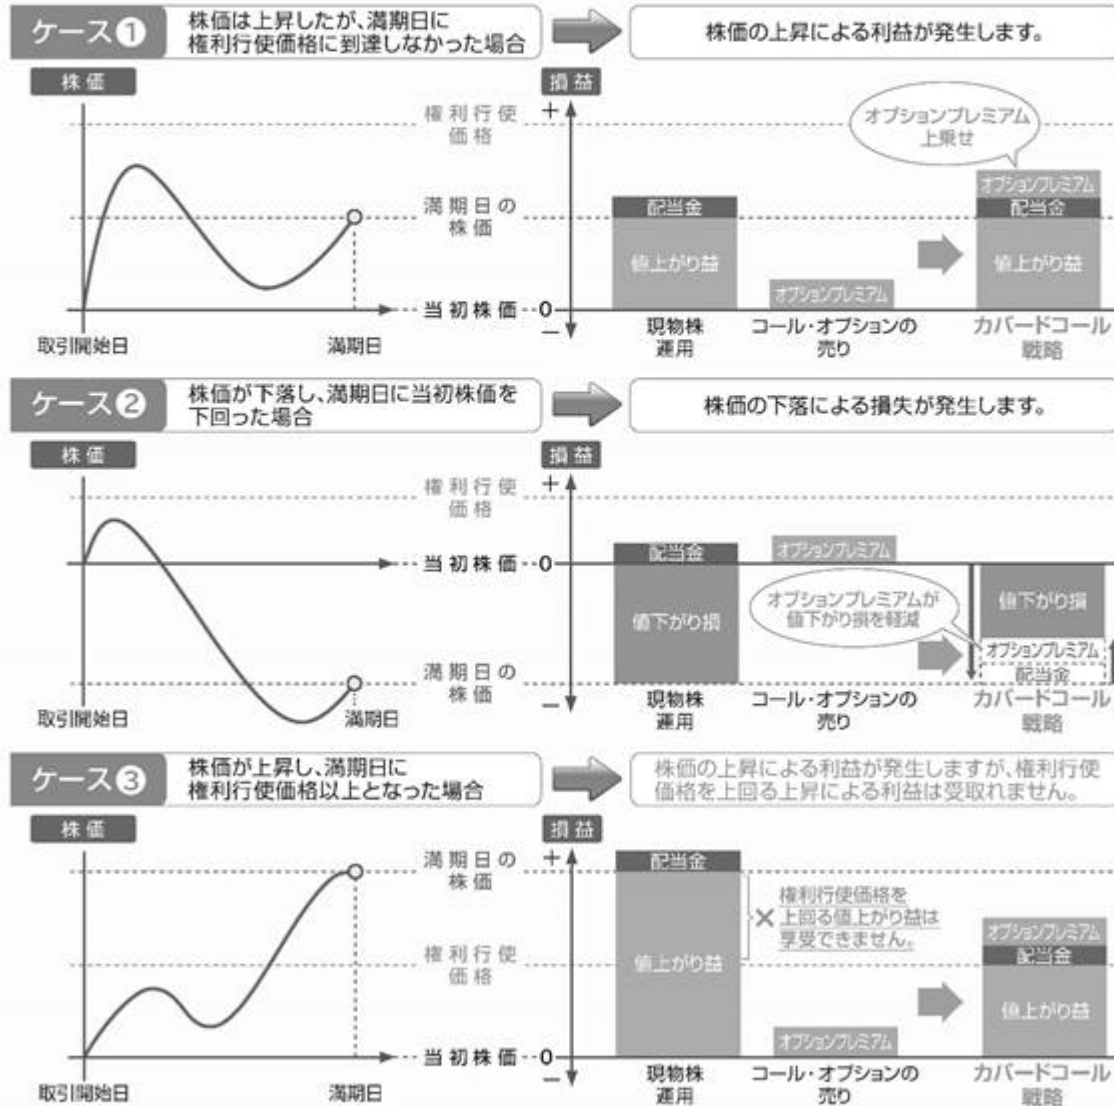 ケース❶
株価は上昇したが、満期日に
権利行使価格に到達しなかった場合
株価の上昇による利益が発生します。
株価
損益
権利行使
価格
満期日の
株価
当初株価
取引開始日
満期日
+
0
−
オプションプレミアム
上乗せ
配当金
値上がり益
オプションプレミアム
オプションプレミアム
配当金
値上がり益
現物株
運用
コール・オプションの
売り
カバードコール
戦略
ケース❷
株価が下落し、満期日に当初株価を
下回った場合
株価の下落による損失が発生します。
株価
損益
権利行使
価格
当初株価
満期日の
株価
取引開始日
満期日
+
0
−
配当金
値下がり損
オプションプレミアム
オプションプレミアムが
値下がり損を軽減
値下がり損
オプションプレミアム
配当金
現物株
運用
コール・オプションの
売り
カバードコール
戦略
ケース❸
株価が上昇し、満期日に
権利行使価格以上となった場合
株価の上昇による利益が発生しますが、権利行使
価格を上回る上昇による利益は受取れません。
株価
損益
満期日の
株価
権利行使
価格
当初株価
取引開始日
満期日
+
0
−
配当金
値上がり益
×
権利行使価格を
上回る値上がり益は
享受できません。
オプションプレミアム
オプションプレミアム
配当金
値上がり益
現物株
運用
コール・オプションの
売り
カバードコール
戦略